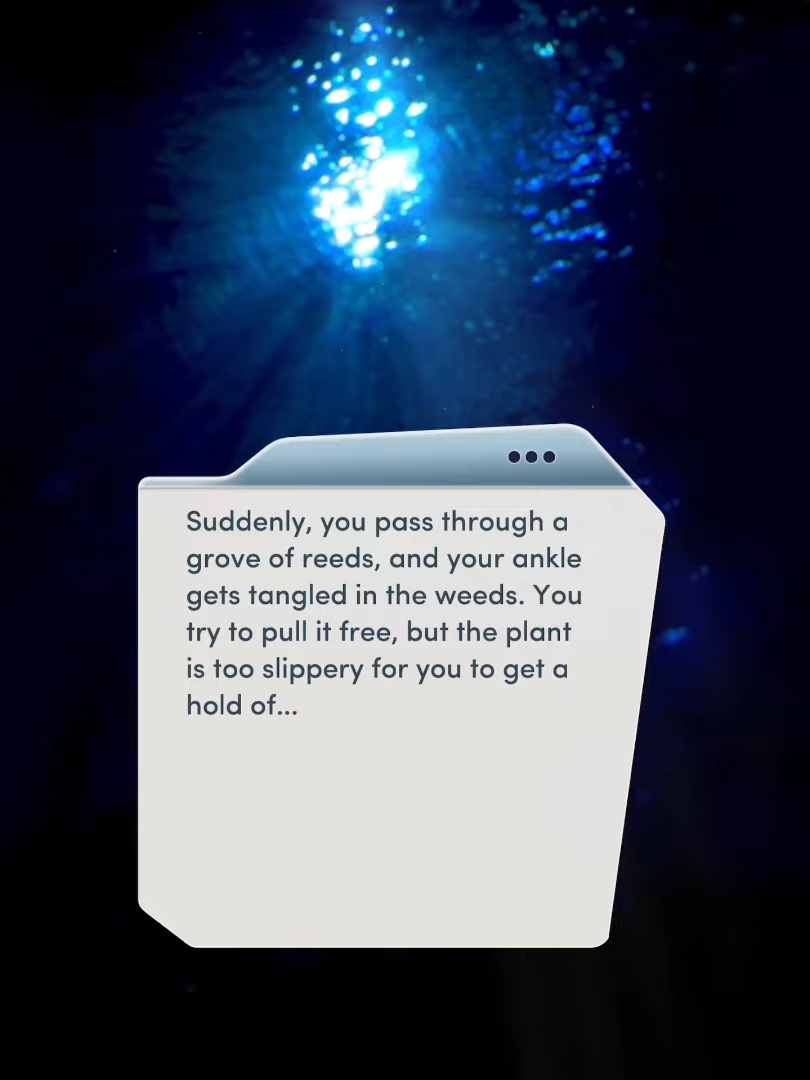 Suddenly, you pass through a
grove of reeds, and your ankle
gets tangled in the weeds. You
try to pull it free, but the plant
is too slippery for you to get a
hold of...